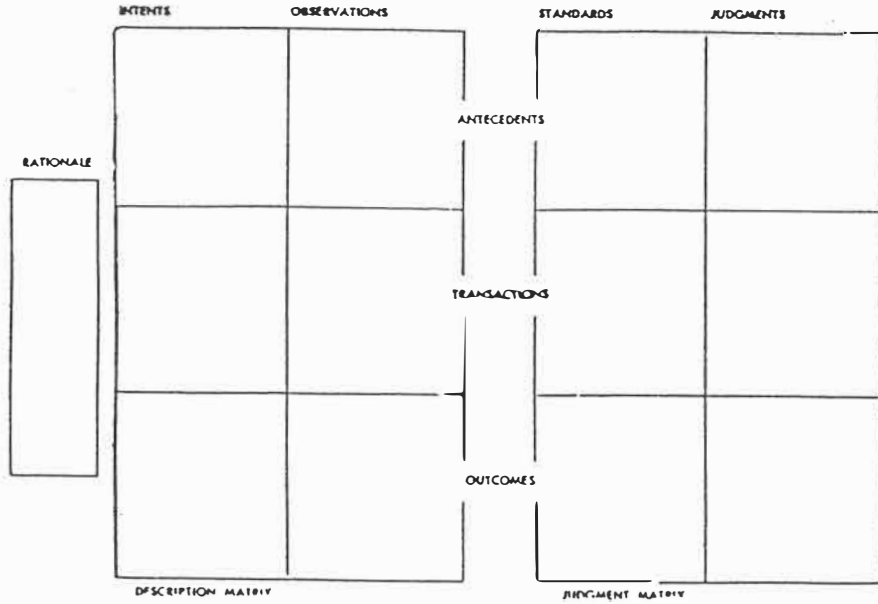 INTENTS OBSERVATIONS STANDARDS JUDGMENTS
ANTECEDENTS
RATIONALE
TRANSACTIONS
OUTCOMES
DESCRIPTION MATRIX JUDGMENT MATRIX